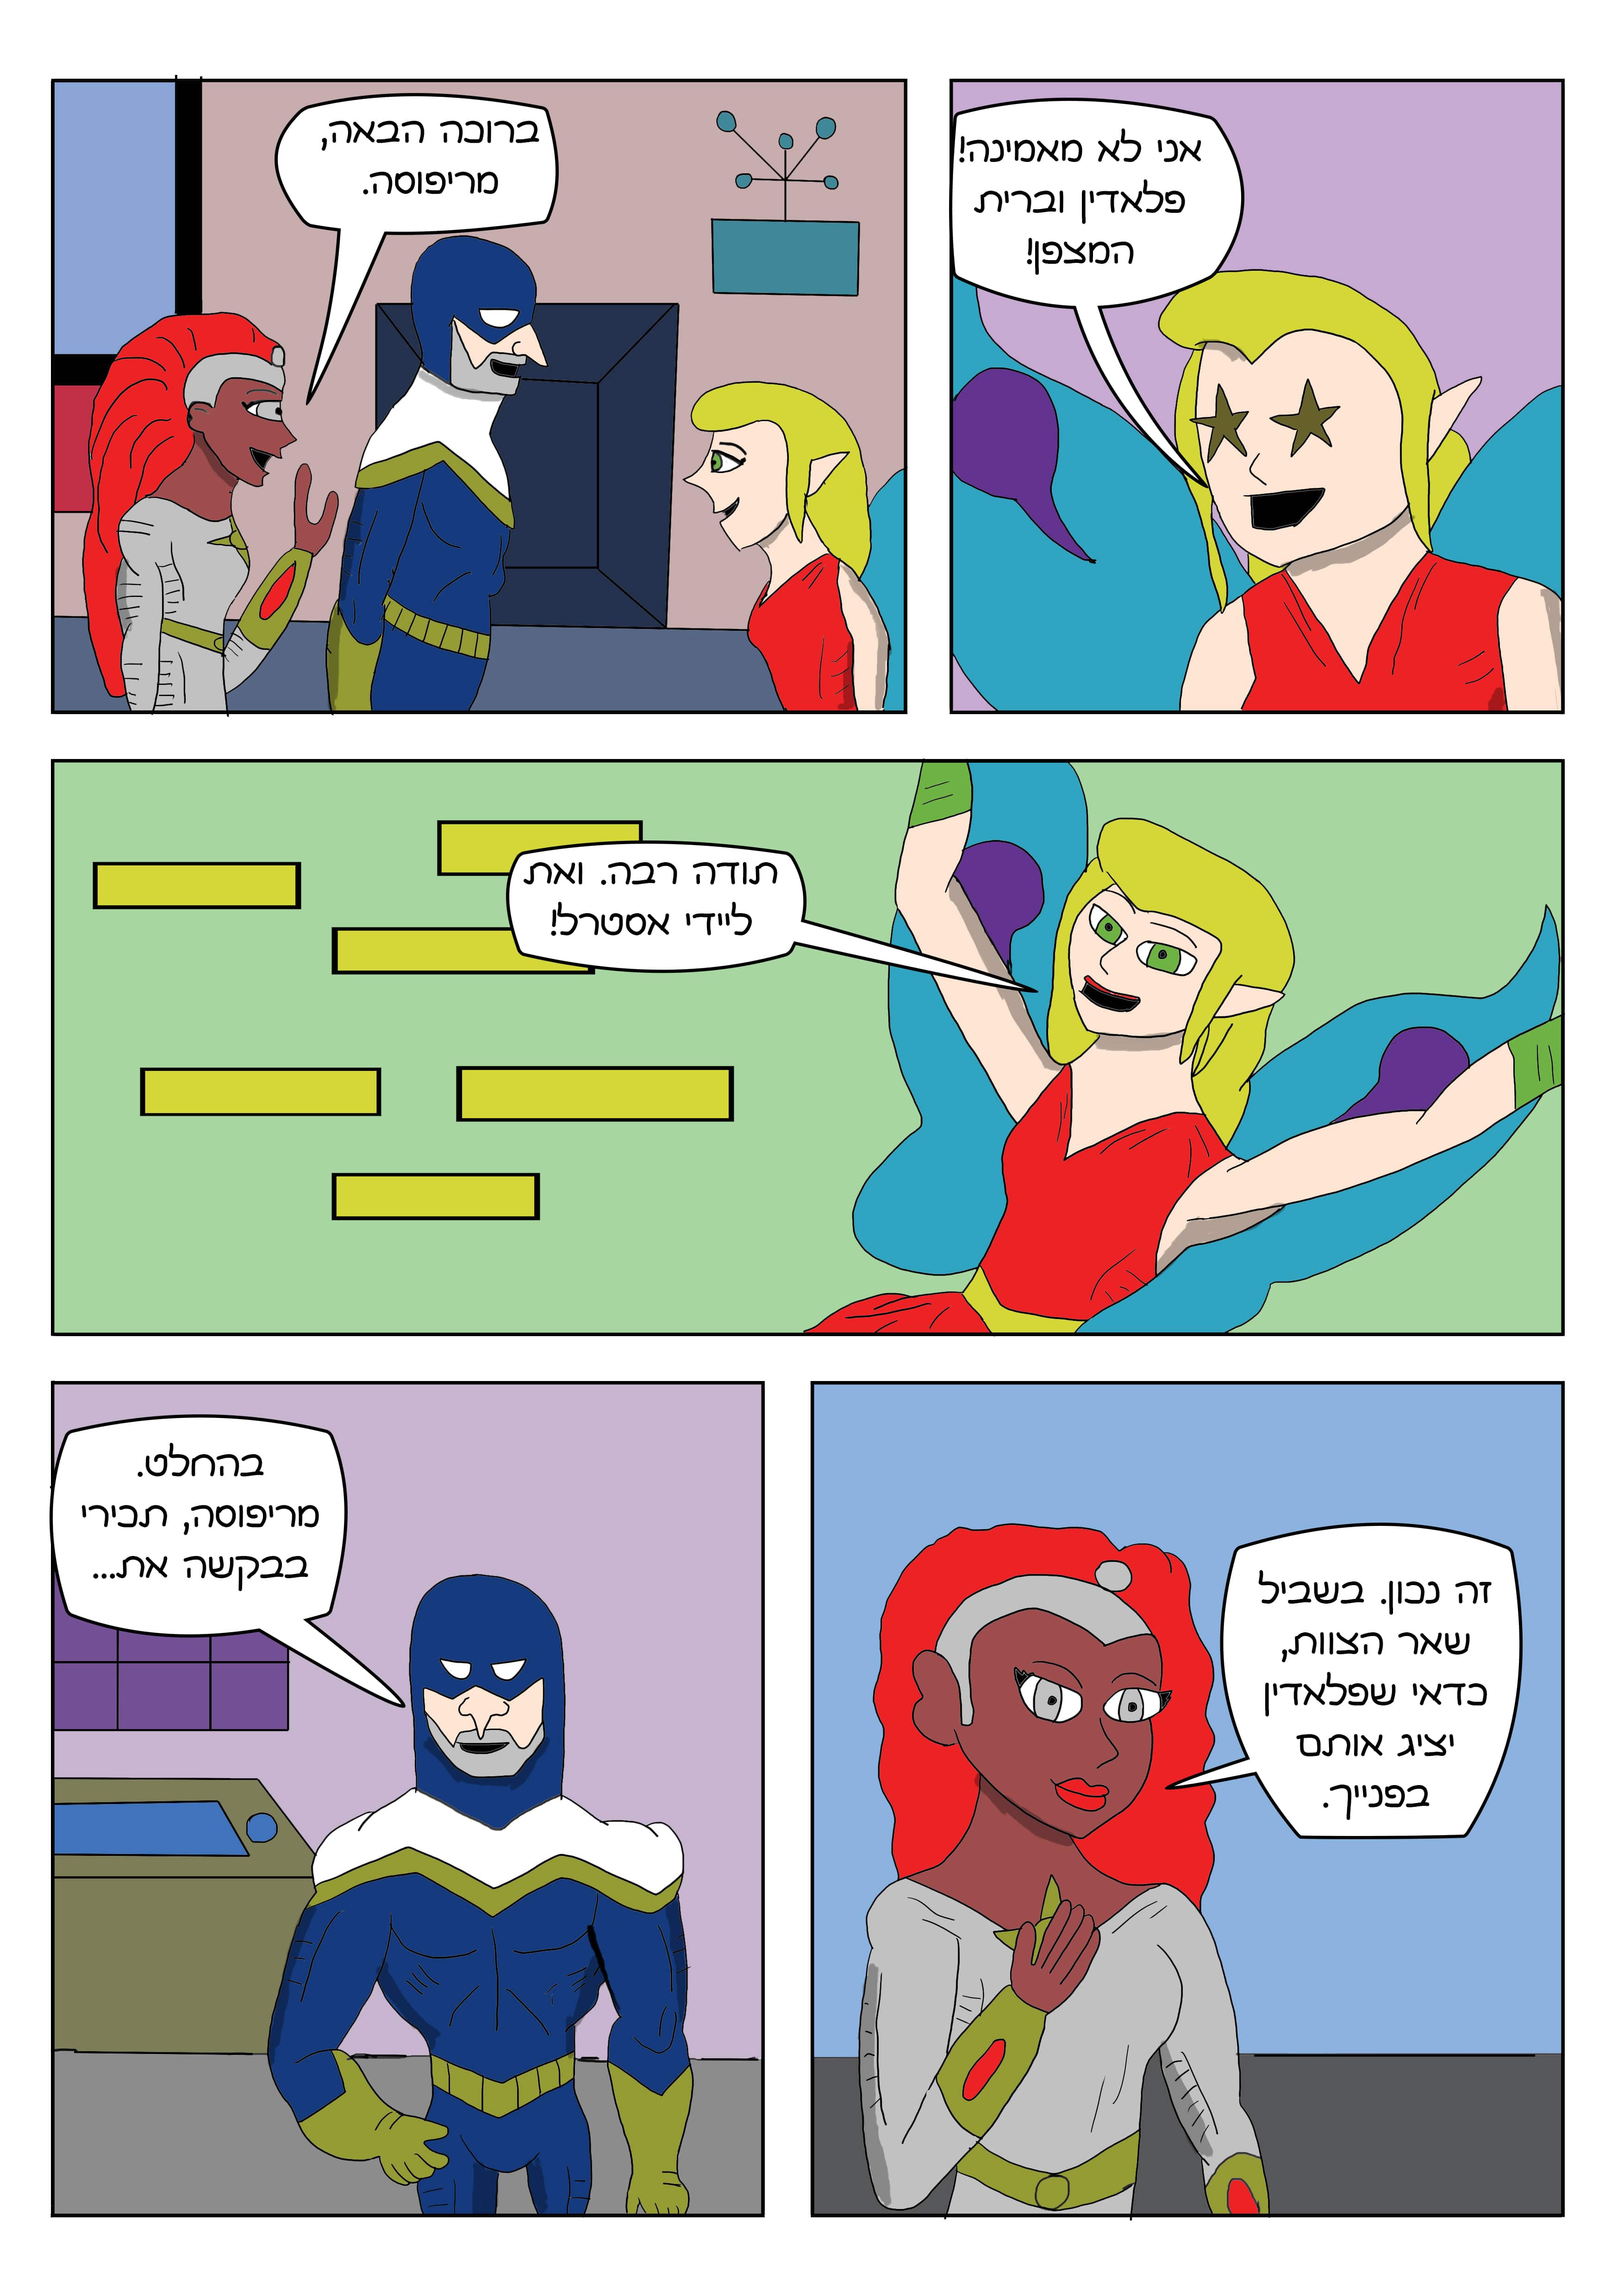 אני לא מאמינה!
פלאדין וברית
המצפן!
ברוכה הבאה,
מריפוסה.
תודה רבה. ואת
ליידי אסטרל!
זה נכון. בשביל
שאר הצוות,
כדאי שפלאדין
יציג אותם
בפנייך.
בהחלט.
מריפוסה, תכירי
בבקשה את...